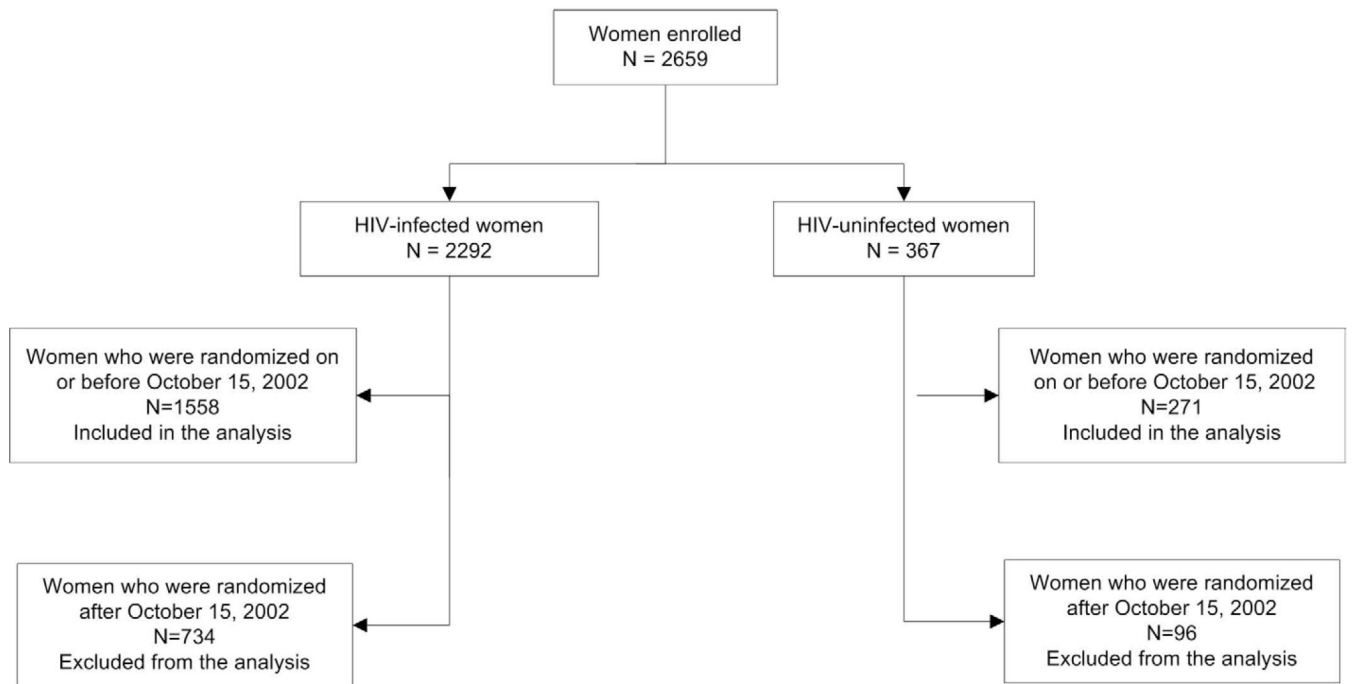 Women enrolled
N = 2659
HIV-infected women
N = 2292
HIV-uninfected women
N = 367
Women who were randomized on
or before October 15, 2002
N=1558
Included in the analysis
Women who were randomized
on or before October 15, 2002
N=271
Included in the analysis
Women who were randomized
after October 15, 2002
N=734
Excluded from the analysis
Women who were randomized
after October 15, 2002
N=96
Excluded from the analysis